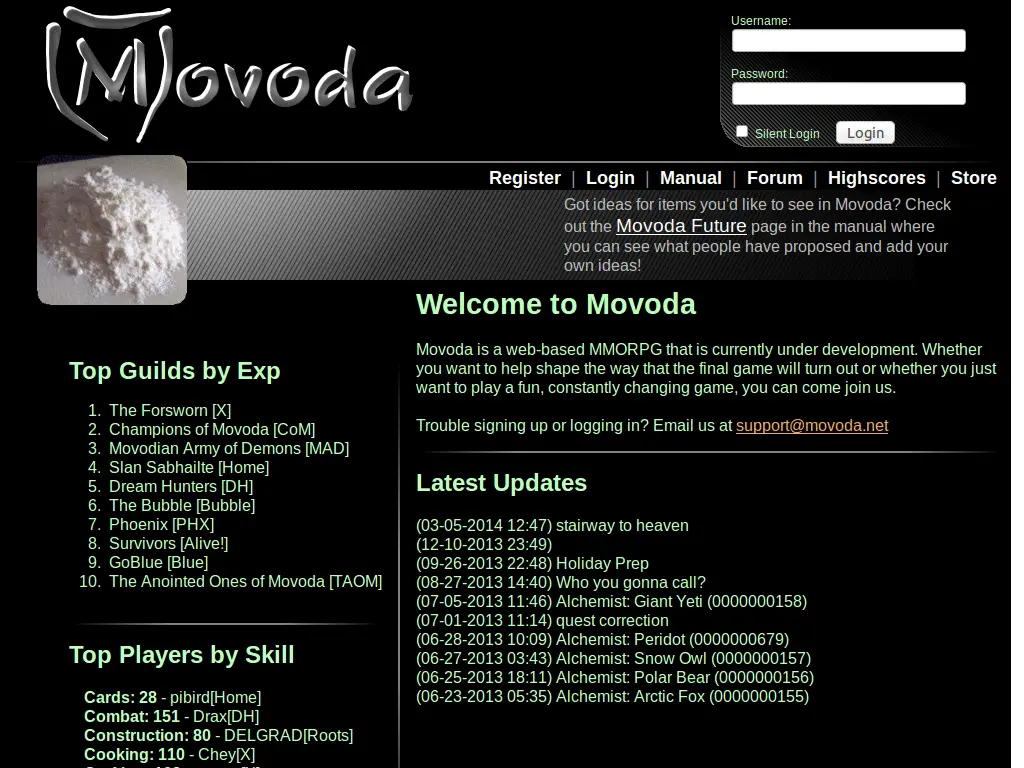 Movoda
Username:
Password:
Silent Login Login
Register | Login | Manual | Forum | Highscores | Store
Got ideas for items you'd like to see in Movoda? Check
out the Movoda Future page in the manual where
you can see what people have proposed and add your
own ideas!
Welcome to Movoda
Movoda is a web-based MMORPG that is currently under development. Whether
you want to help shape the way that the final game will turn out or whether you just
want to play a fun, constantly changing game, you can come join us.
Trouble signing up or logging in? Email us at support@movoda.net
Latest Updates
(03-05-2014 12:47) stairway to heaven
(12-10-2013 23:49)
(09-26-2013 22:48) Holiday Prep
(08-27-2013 14:40) Who you gonna call?
(07-05-2013 11:46) Alchemist: Giant Yeti (0000000158)
(07-01-2013 11:14) quest correction
(06-28-2013 10:09) Alchemist: Peridot (0000000679)
(06-27-2013 03:43) Alchemist: Snow Owl (0000000157)
(06-25-2013 18:11) Alchemist: Polar Bear (0000000156)
(06-23-2013 05:35) Alchemist: Arctic Fox (0000000155)
Top Guilds by Exp
1. The Forsworn [X]
2. Champions of Movoda [CoM]
3. Movodian Army of Demons [MAD]
4. Slan Sabhailte [Home]
5. Dream Hunters [DH]
6. The Bubble [Bubble]
7. Phoenix [PHX]
8. Survivors [Alive!]
9. GoBlue [Blue]
10. The Anointed Ones of Movoda [TAOM]
Top Players by Skill
Cards: 28 - pibird[Home]
Combat: 151 - Drax[DH]
Construction: 80 - DELGRAD[Roots]
Cooking: 110 - Chey[X]